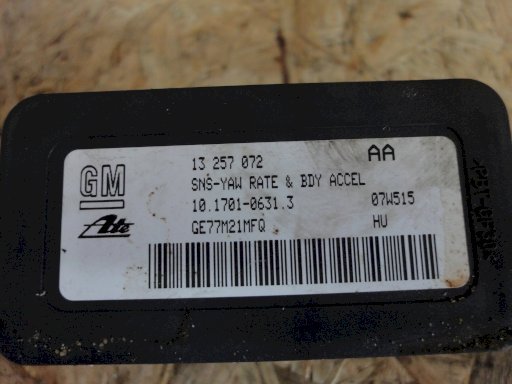 GM
13 257 072 AA
SNS-YAW RATE & BDY ACCEL
Ate
10.1701-0631.3 07W515
GE77M21MFQ HU